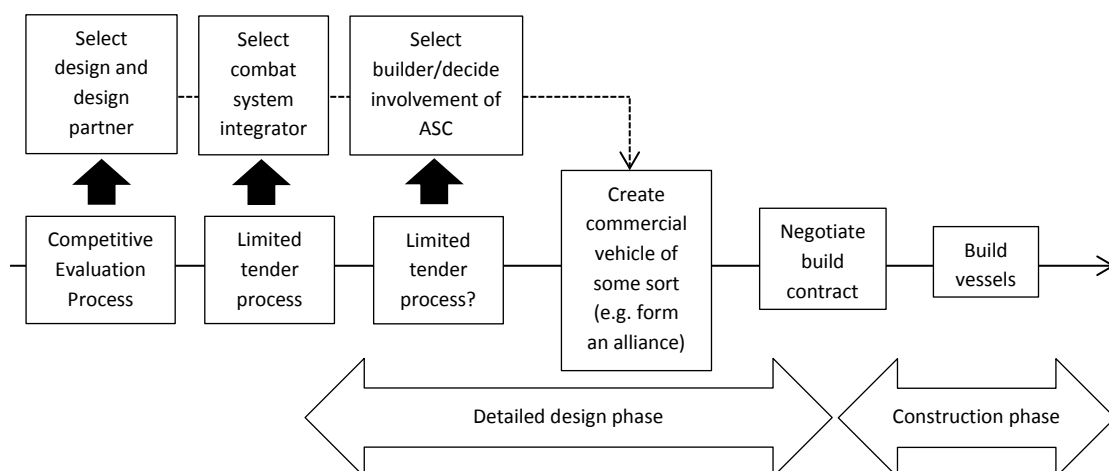 Select
design and
design
partner
Select
combat
system
integrator
Select
builder/decide
involvement of
ASC
Competitive
Evaluation
Process
Limited
tender
process
Limited
tender
process?
Create
commercial
vehicle of
some sort
(e.g. form
an alliance)
Negotiate
build
contract
Build
vessels
Detailed design phase
Construction phase